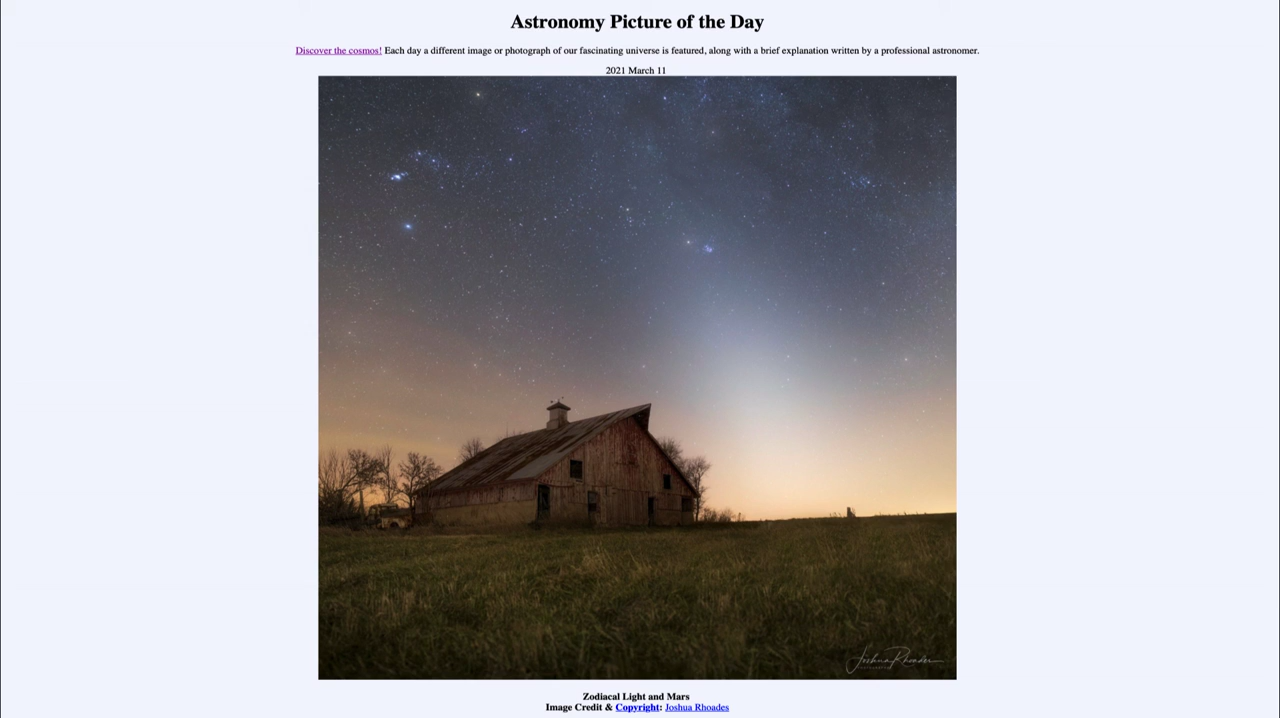 Astronomy Picture of the Day
Discover the cosmos! Each day a different image or photograph of our fascinating universe is featured, along with a brief explanation written by a professional astronomer.
2021 March 11
Joshua Rhoades
Zodiacal Light and Mars
Image Credit & Copyright: Joshua Rhoades